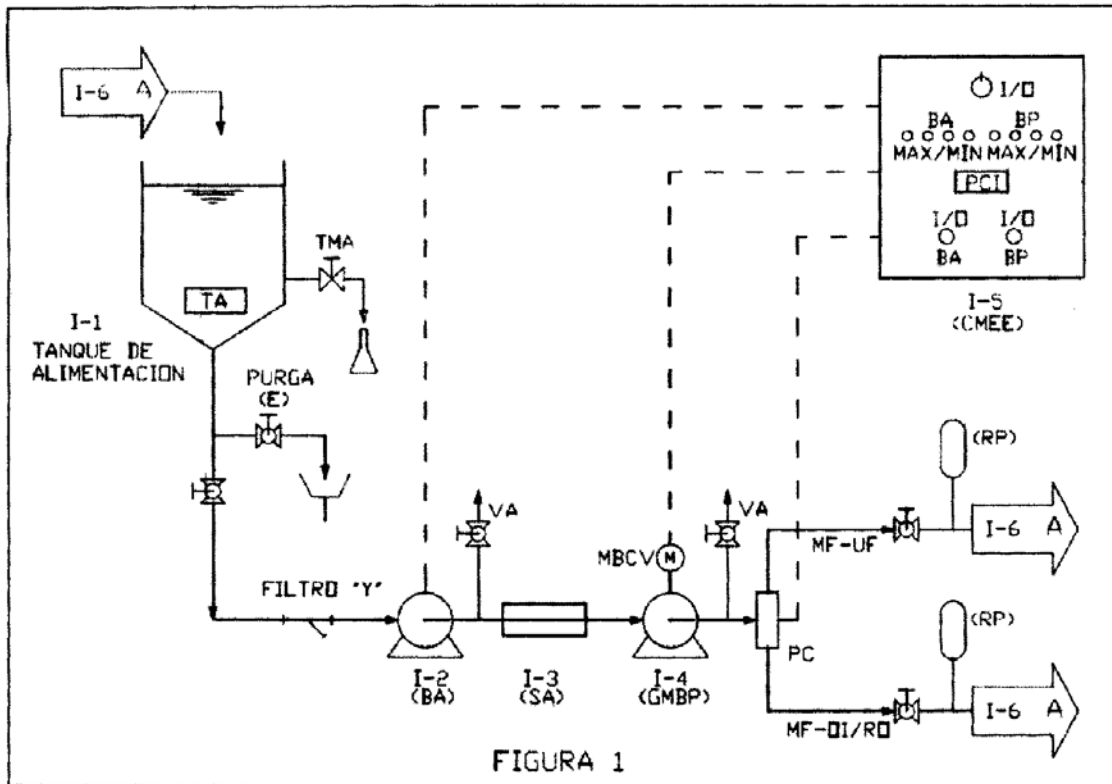 I-6 A
I/O
BA BP
MAX/MIN MAX/MIN
PCI
I/O I/O
BA BP
I-5
(CMEE)
TMA
TA
I-1
TANQUE DE
ALIMENTACION
PURGA
(E)
VA
VA
(RP)
I-6 A
MF-UF
MBCV M
FILTRO "Y"
(RP)
PC
I-2
(BA)
I-3
(SA)
I-4
(GMBP)
I-6 A
MF-OI/RO
FIGURA 1